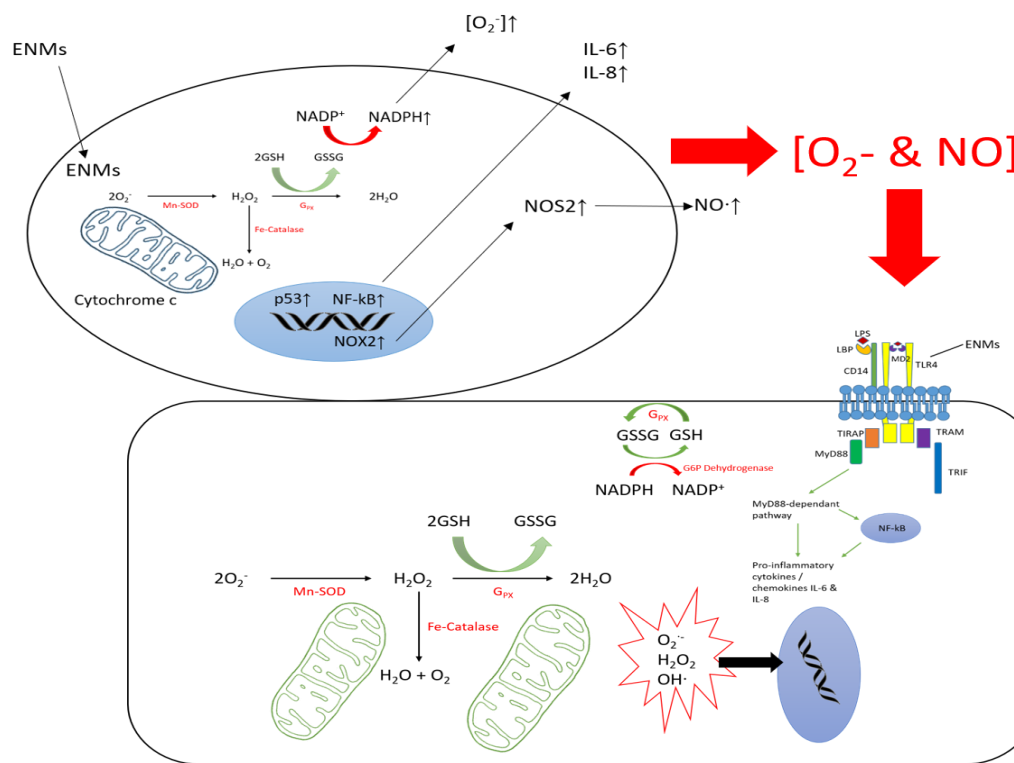 [O₂⁻]↑
ENMs
IL-6↑
IL-8↑
NADP⁺ NADPH↑
[O₂- & NO]
ENMs
2GSH GSSG
2O₂⁻ Mn-SOD H₂O₂ G_PX 2H₂O
NOS2↑ NO·↑
Fe-Catalase
H₂O + O₂
Cytochrome c
p53↑ NF-kB↑
NOX2↑
LPS
LBP
MD2
ENMs
CD14
TLR4
TIRAP
TRAM
MyD88
TRIF
G_PX
GSSG GSH
G6P Dehydrogenase
NADPH NADP⁺
MyD88-dependant
pathway
NF-kB
Pro-inflammatory
cytokines /
chemokines IL-6 &
IL-8
2GSH GSSG
2O₂⁻ Mn-SOD H₂O₂ G_PX 2H₂O
Fe-Catalase
H₂O + O₂
O₂·⁻
H₂O₂
OH·